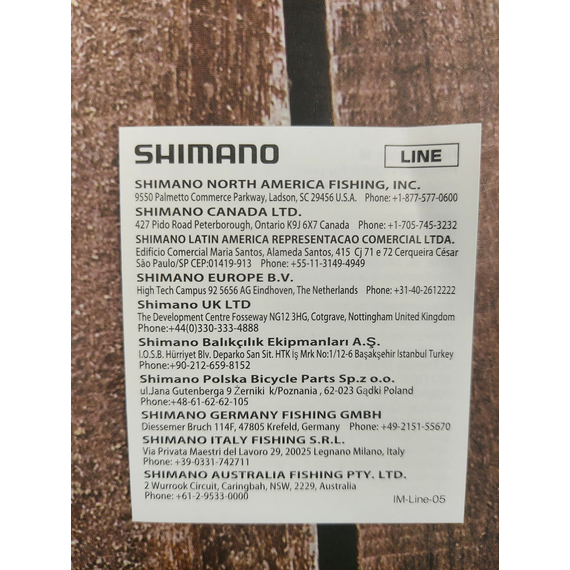 SHIMANO LINE
SHIMANO NORTH AMERICA FISHING, INC.
9550 Palmetto Commerce Parkway, Ladson, SC 29456 U.S.A. Phone: +1-877-577-0600
SHIMANO CANADA LTD.
427 Pido Road Peterborough, Ontario K9J 6X7 Canada Phone: +1-705-745-3232
SHIMANO LATIN AMERICA REPRESENTACAO COMERCIAL LTDA.
Edifício Comercial Maria Santos, Alameda Santos, 415 Cj 71 e 72 Cerqueira César
São Paulo/SP CEP:01419-913 Phone: +55-11-3149-4949
SHIMANO EUROPE B.V.
High Tech Campus 92 5656 AG Eindhoven, The Netherlands Phone: +31-40-2612222
Shimano UK LTD
The Development Centre Fosseway NG12 3HG, Cotgrave, Nottingham United Kingdom
Phone:+44(0)330-333-4888
Shimano Balıkçılık Ekipmanları A.Ş.
I.O.S.B. Hürriyet Blv. Deparko San Sit. HTK İş Mrk No:1/12-6 Başakşehir Istanbul Turkey
Phone:+90-212-659-8152
Shimano Polska Bicycle Parts Sp.z o.o.
ul.Jana Gutenberga 9 Żerniki k/Poznania , 62-023 Gądki Poland
Phone:+48-61-62-62-105
SHIMANO GERMANY FISHING GMBH
Diessemer Bruch 114F, 47805 Krefeld, Germany Phone: +49-2151-55670
SHIMANO ITALY FISHING S.R.L.
Via Privata Maestri del Lavoro 29, 20025 Legnano Milano, Italy
Phone: +39-0331-742711
SHIMANO AUSTRALIA FISHING PTY. LTD.
2 Wurrook Circuit, Caringbah, NSW, 2229, Australia
Phone: +61-2-9533-0000 IM-Line-05